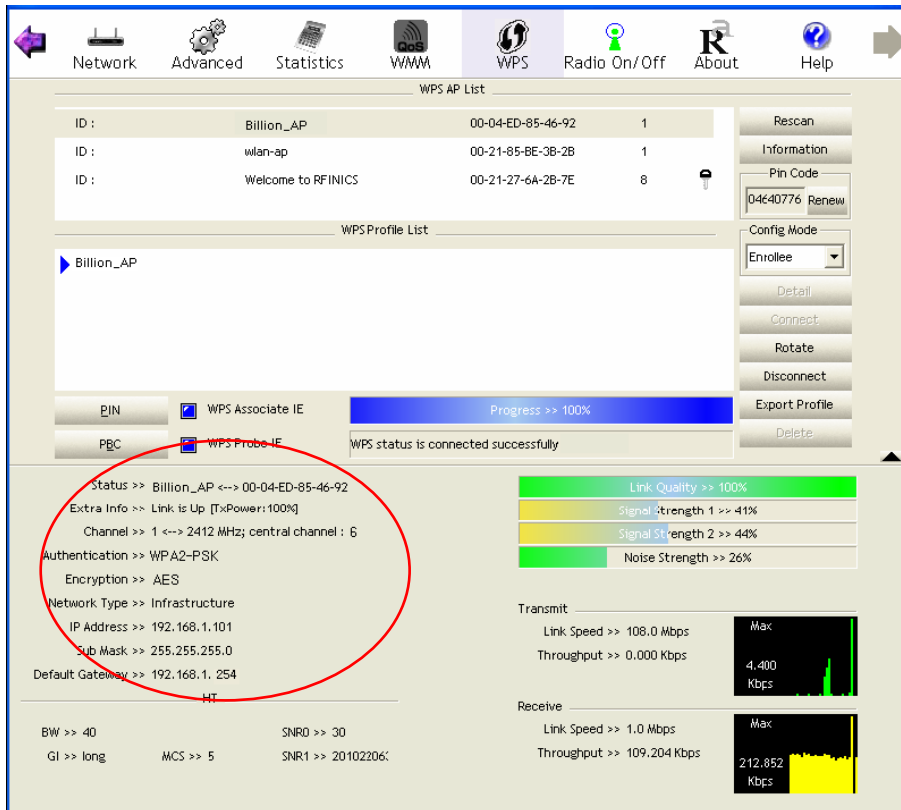 Network Advanced Statistics QoS WMM WPS Radio On/Off R a About Help
WPS AP List
ID : Billion_AP 00-04-ED-85-46-92 1
ID : wlan-ap 00-21-85-BE-3B-2B 1
ID : Welcome to RFINICS 00-21-27-6A-2B-7E 8
Rescan
Information
Pin Code
04640776 Renew
WPS Profile List
Config Mode
Billion_AP
Enrollee
Detail
Connect
Rotate
Disconnect
Export Profile
Delete
PIN WPS Associate IE Progress >> 100%
PBC WPS Probe IE WPS status is connected successfully
Status >> Billion_AP <--> 00-04-ED-85-46-92
Extra Info >> Link is Up [TxPower:100%]
Channel >> 1 <--> 2412 MHz; central channel : 6
Authentication >> WPA2-PSK
Encryption >> AES
Network Type >> Infrastructure
IP Address >> 192.168.1.101
Sub Mask >> 255.255.255.0
Default Gateway >> 192.168.1. 254
HT
BW >> 40 SNR0 >> 30
GI >> long MCS >> 5 SNR1 >> 20102206:
Link Quality >> 100%
Signal Strength 1 >> 41%
Signal Strength 2 >> 44%
Noise Strength >> 26%
Transmit
Link Speed >> 108.0 Mbps
Throughput >> 0.000 Kbps
Max
4.400
Kbps
Receive
Link Speed >> 1.0 Mbps
Throughput >> 109.204 Kbps
Max
212.852
Kbps